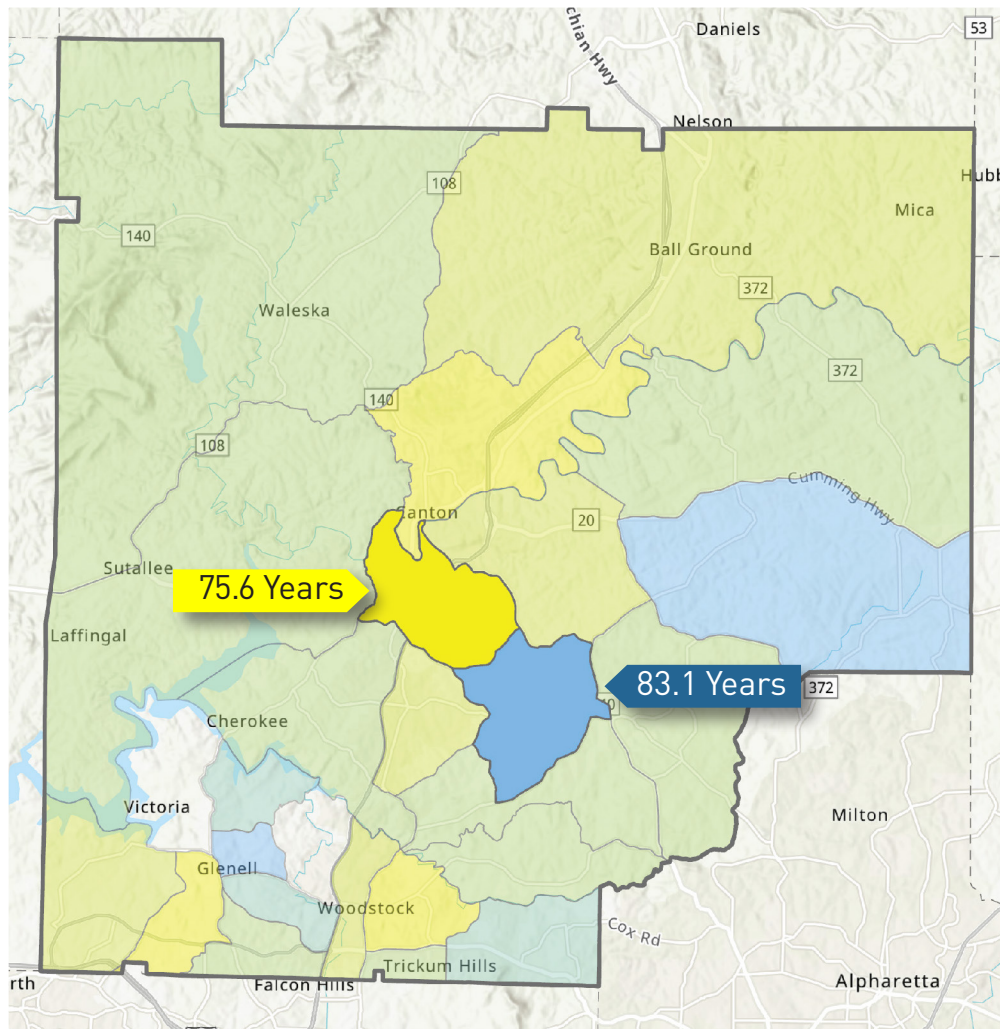 chian Hwy
Daniels
53
Nelson
108
Hubb
Mica
140
Ball Ground
372
Waleska
372
140
108
Cumming Hwy
Canton
20
Sutallee
75.6 Years
Laffingal
83.1 Years
372
Cherokee
Victoria
Milton
Glenell
Woodstock
Cox Rd
Trickum Hills
rth
Falcon Hills
Alpharetta